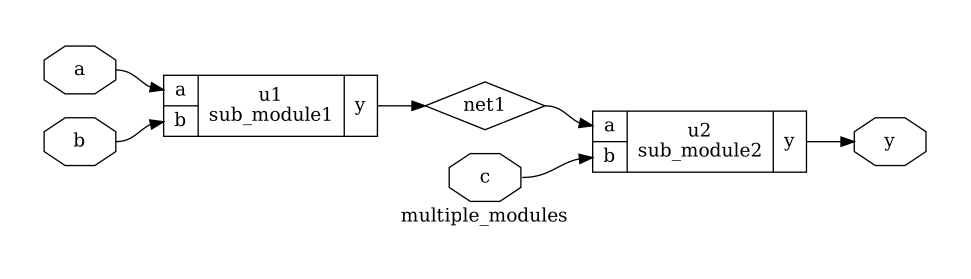 a
b
a
b
u1
sub_module1
y
net1
c
a
b
u2
sub_module2
y
y
multiple_modules